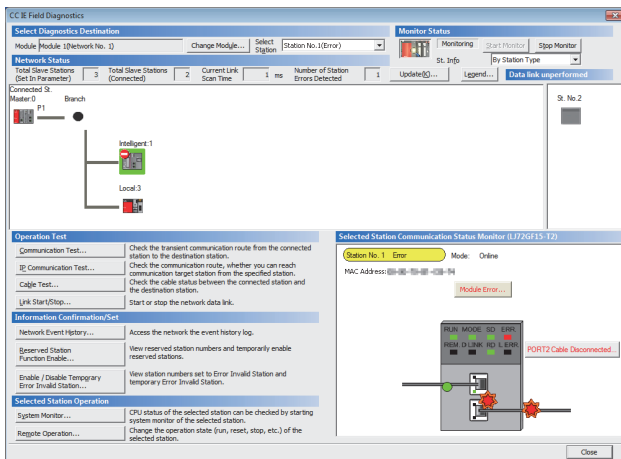 CC IE Field Diagnostics
Select Diagnostics Destination
Module Module 1(Network No. 1)
Change Module...
Select Station
Station No.1(Error)
Monitor Status
Monitoring
Start Monitor
Stop Monitor
St. Info
By Station Type
Network Status
Total Slave Stations (Set In Parameter)
3
Total Slave Stations (Connected)
2
Current Link Scan Time
1 ms
Number of Station Errors Detected
1
Update(K)...
Legend...
Data link unperformed
Connected St.
Master:0
Branch
P1
Intelligent:1
Local:3
St. No.2
Operation Test
Communication Test...
Check the transient communication route from the connected
station to the destination station.
IP Communication Test...
Check the communication route, whether you can reach
communication target station from the specified station.
Cable Test...
Check the cable status between the connected station and
the destination station.
Link Start/Stop...
Start or stop the network data link.
Information Confirmation/Set
Network Event History...
Access the network the event history log.
Reserved Station
Function Enable...
View reserved station numbers and temporarily enable
reserved stations.
Enable / Disable Temporary
Error Invalid Station...
View station numbers set to Error Invalid Station and
temporary Error Invalid Station.
Selected Station Operation
System Monitor...
CPU status of the selected station can be checked by starting
system monitor of the selected station.
Remote Operation...
Change the operation state (run, reset, stop, etc.) of the
selected station.
Selected Station Communication Status Monitor (LJ72GF15-T2)
Station No. 1 Error
Mode: Online
MAC Address:
Module Error...
RUN MODE SD ERR.
REM D LINK RD L ERR
PORT2 Cable Disconnected...
Close